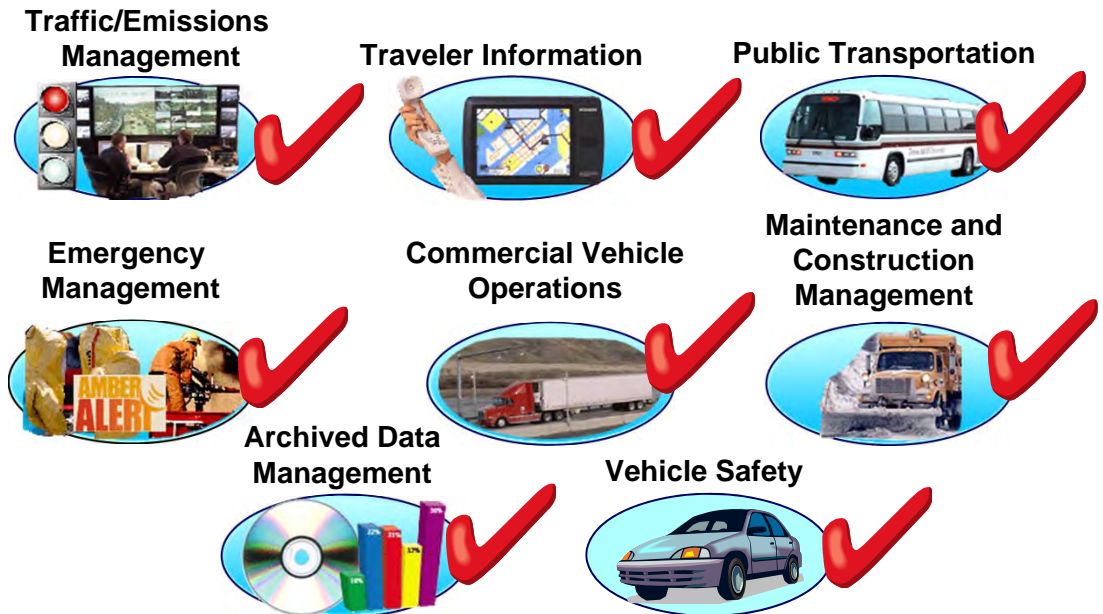 Traffic/Emissions
Management
Traveler Information
Public Transportation
Emergency
Management
AMBER
ALERT
Commercial Vehicle
Operations
Maintenance and
Construction
Management
Archived Data
Management
Vehicle Safety